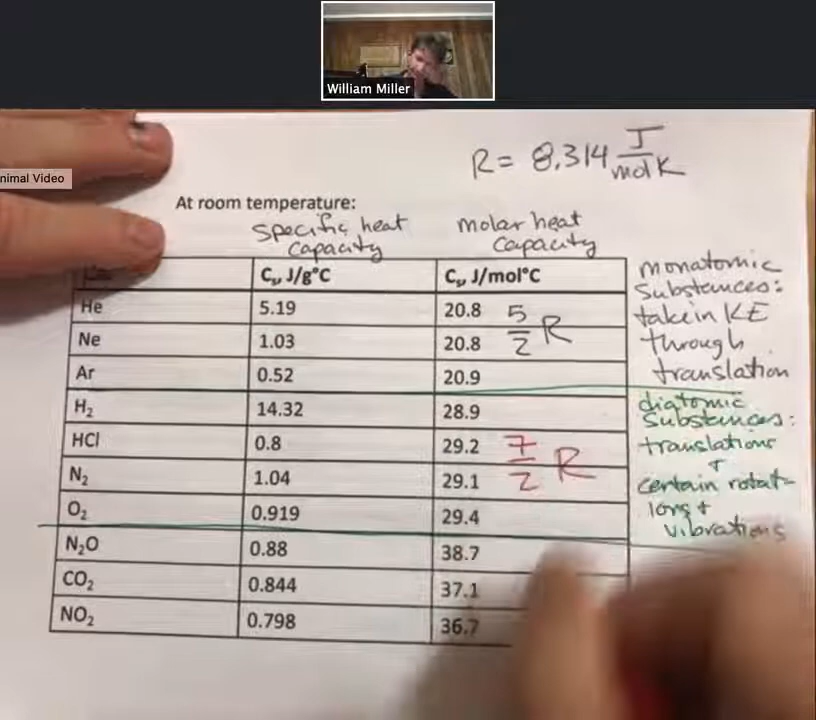 William Miller
nimal Video
R = 8.314 J/mol K
At room temperature:
specific heat capacity
molar heat capacity
C, J/g°C
C, J/mol°C
He 5.19 20.8
Ne 1.03 20.8
5/2 R
Ar 0.52 20.9
H₂ 14.32 28.9
HCl 0.8 29.2
N₂ 1.04 29.1
7/2 R
O₂ 0.919 29.4
N₂O 0.88 38.7
CO₂ 0.844 37.1
NO₂ 0.798 36.7
monatomic
substances:
take in KE
through
translation
diatomic
substances:
translations
+
certain rotat-
ions +
vibrations